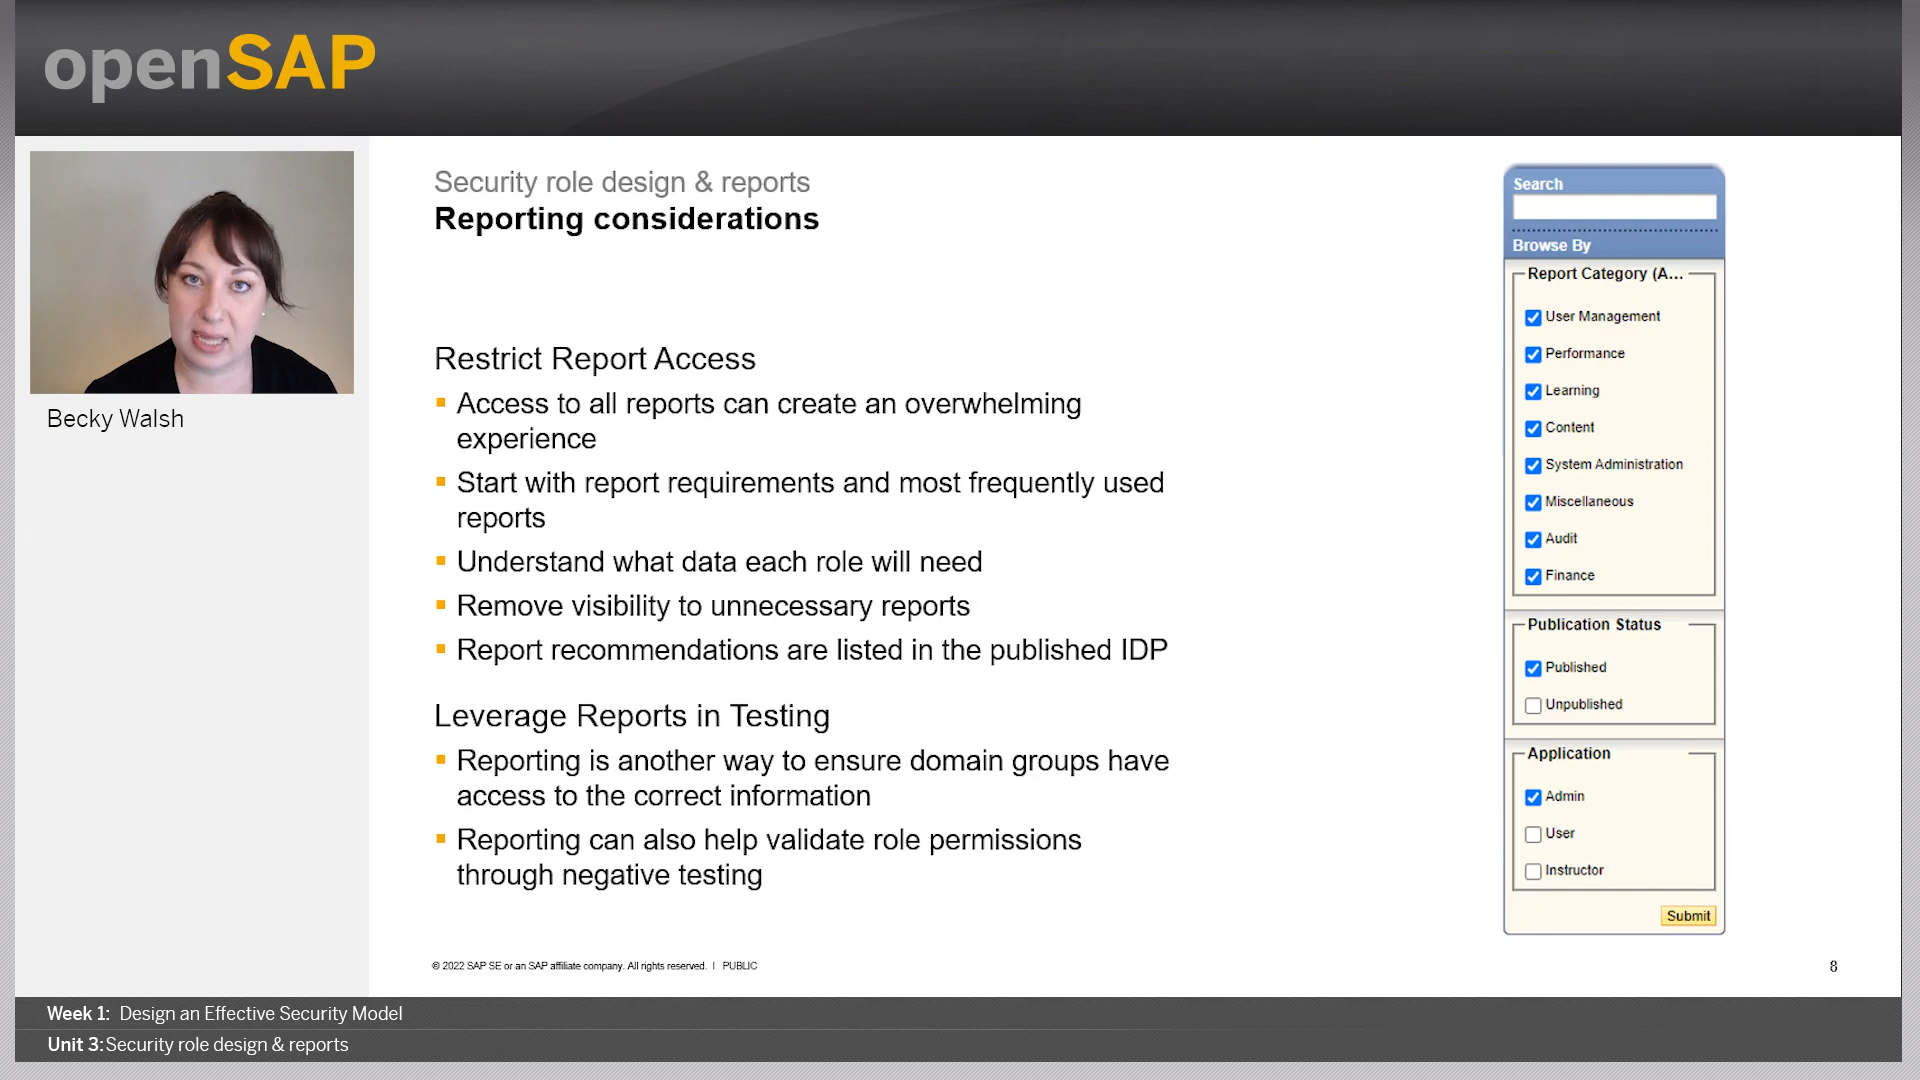 openSAP
Becky Walsh
Security role design & reports
Reporting considerations
Restrict Report Access
Access to all reports can create an overwhelming
experience
Start with report requirements and most frequently used
reports
Understand what data each role will need
Remove visibility to unnecessary reports
Report recommendations are listed in the published IDP
Leverage Reports in Testing
Reporting is another way to ensure domain groups have
access to the correct information
Reporting can also help validate role permissions
through negative testing
Search
Browse By
Report Category (A...
User Management
Performance
Learning
Content
System Administration
Miscellaneous
Audit
Finance
Publication Status
Published
Unpublished
Application
Admin
User
Instructor
Submit
© 2022 SAP SE or an SAP affiliate company. All rights reserved. | PUBLIC
8
Week 1: Design an Effective Security Model
Unit 3: Security role design & reports